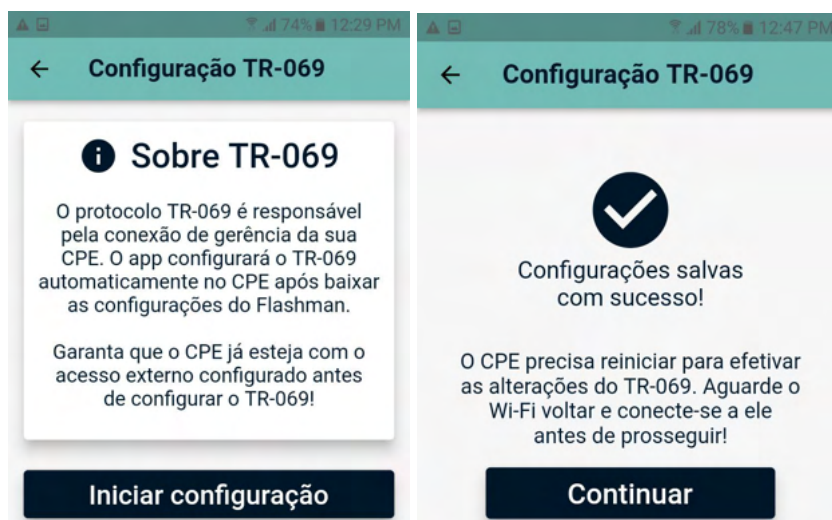 74% 12:29 PM
Configuração TR-069
Sobre TR-069
O protocolo TR-069 é responsável
pela conexão de gerência da sua
CPE. O app configurará o TR-069
automaticamente no CPE após baixar
as configurações do Flashman.
Garanta que o CPE já esteja com o
acesso externo configurado antes
de configurar o TR-069!
Iniciar configuração
78% 12:47 PM
Configuração TR-069
Configurações salvas
com sucesso!
O CPE precisa reiniciar para efetivar
as alterações do TR-069. Aguarde o
Wi-Fi voltar e conecte-se a ele
antes de prosseguir!
Continuar